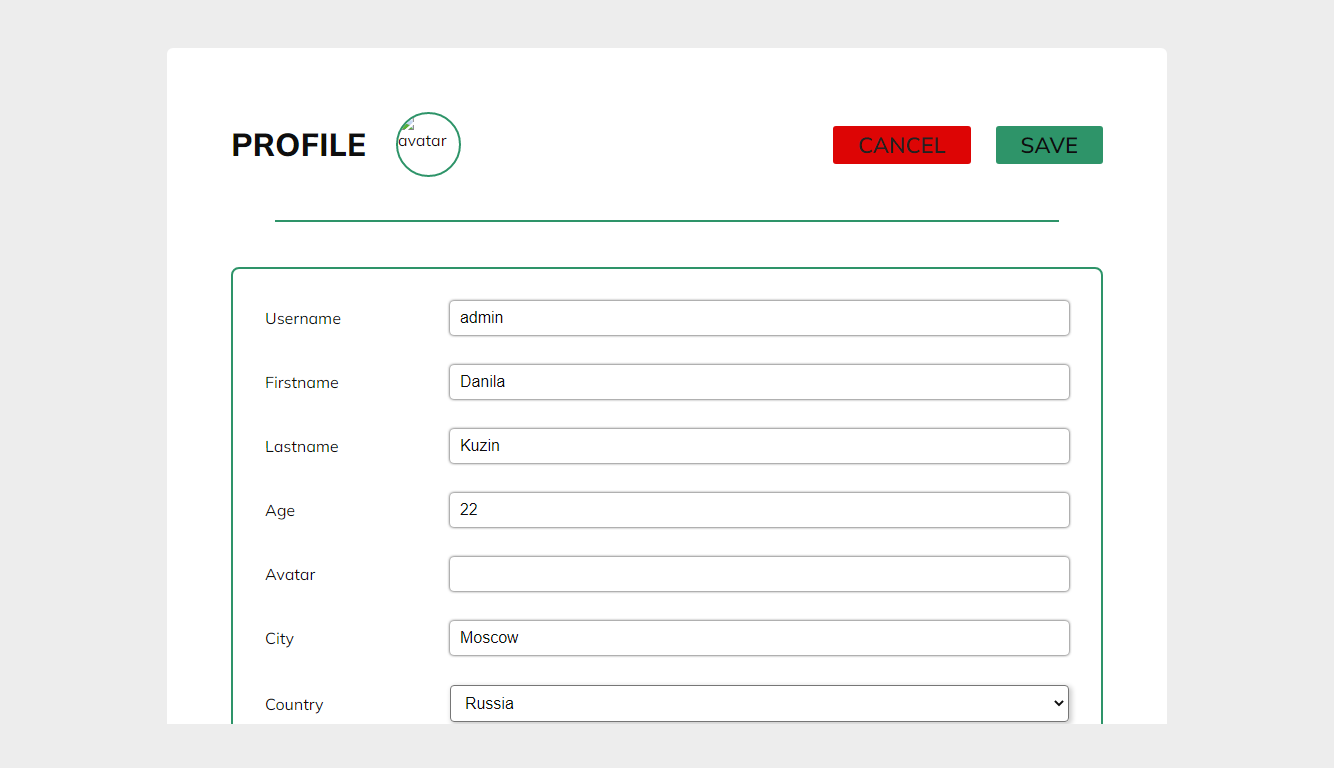 PROFILE avatar CANCEL SAVE
Username admin
Firstname Danila
Lastname Kuzin
Age 22
Avatar
City Moscow
Country Russia